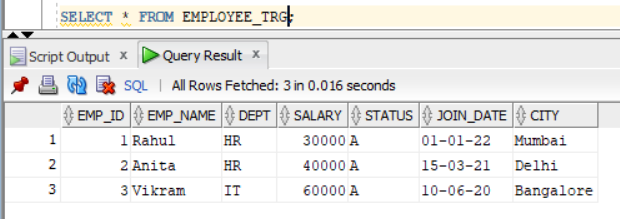 SELECT * FROM EMPLOYEE_TRG;
Script Output x Query Result x
SQL | All Rows Fetched: 3 in 0.016 seconds
EMP_ID EMP_NAME DEPT SALARY STATUS JOIN_DATE CITY
1 1 Rahul HR 30000 A 01-01-22 Mumbai
2 2 Anita HR 40000 A 15-03-21 Delhi
3 3 Vikram IT 60000 A 10-06-20 Bangalore